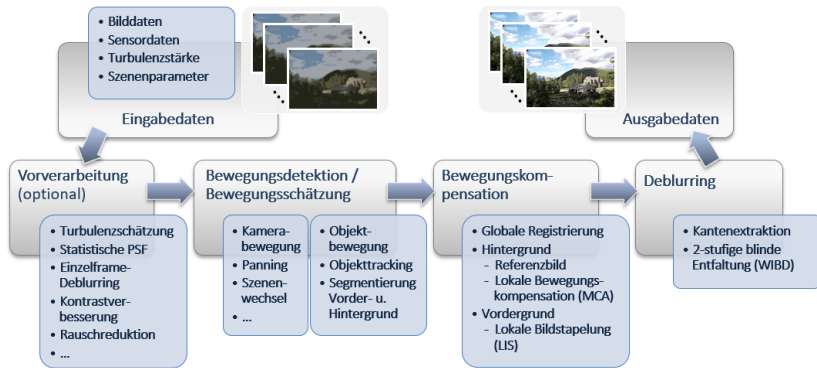 • Bilddaten
• Sensordaten
• Turbulenzstärke
• Szenenparameter
Eingabedaten
Ausgabedaten
Vorverarbeitung
(optional)
• Turbulenzschätzung
• Statistische PSF
• Einzelframe-
Deblurring
• Kontrastver-
besserung
• Rauschreduktion
• ...
Bewegungsdetektion /
Bewegungsschätzung
• Kamera-
bewegung
• Panning
• Szenen-
wechsel
• ...
• Objekt-
bewegung
• Objekttracking
• Segmentierung
Vorder- u.
Hintergrund
Bewegungskom-
pensation
• Globale Registrierung
• Hintergrund
- Referenzbild
- Lokale Bewegungs-
kompensation (MCA)
• Vordergrund
- Lokale Bildstapelung
(LIS)
Deblurring
• Kantenextraktion
• 2-stufige blinde
Entfaltung (WIBD)